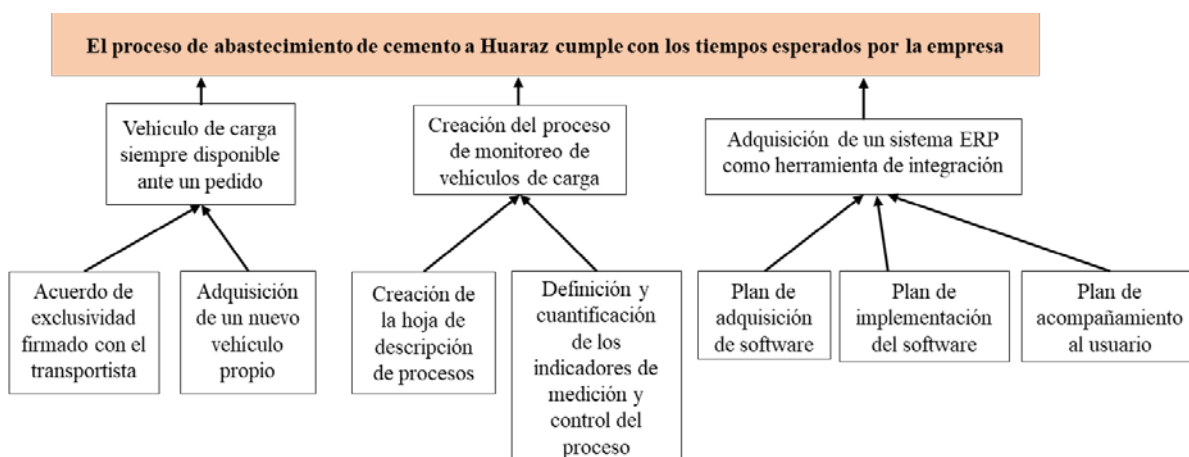 El proceso de abastecimiento de cemento a Huaraz cumple con los tiempos esperados por la empresa
Vehículo de carga
siempre disponible
ante un pedido
Creación del proceso
de monitoreo de
vehículos de carga
Adquisición de un sistema ERP
como herramienta de integración
Acuerdo de
exclusividad
firmado con el
transportista
Adquisición
de un nuevo
vehículo
propio
Creación de
la hoja de
descripción
de procesos
Definición y
cuantificación
de los
indicadores de
medición y
control del
proceso
Plan de
adquisición
de software
Plan de
implementación
del software
Plan de
acompañamiento
al usuario